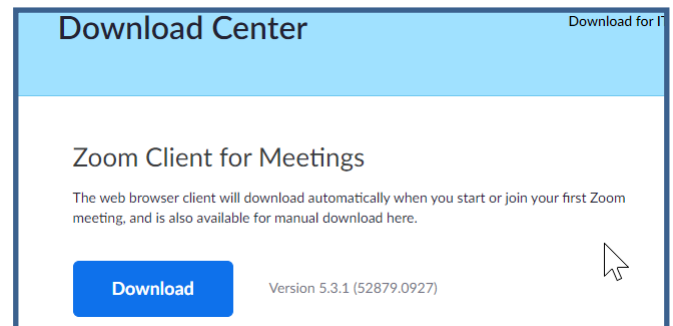 Download Center
Download for IT
Zoom Client for Meetings
The web browser client will download automatically when you start or join your first Zoom
meeting, and is also available for manual download here.
Download
Version 5.3.1 (52879.0927)